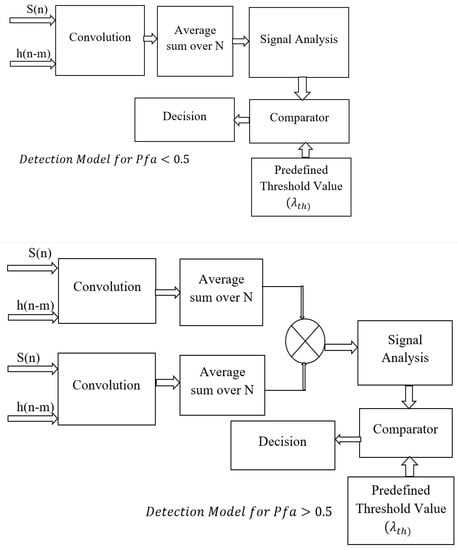 S(n)
h(n-m)
Convolution
Average
sum over N
Signal Analysis
Decision
Comparator
Detection Model for Pfa < 0.5
Predefined
Threshold Value
(λth)
S(n)
h(n-m)
Convolution
Average
sum over N
S(n)
h(n-m)
Convolution
Average
sum over N
Signal
Analysis
Decision
Comparator
Detection Model for Pfa > 0.5
Predefined
Threshold Value
(λth)